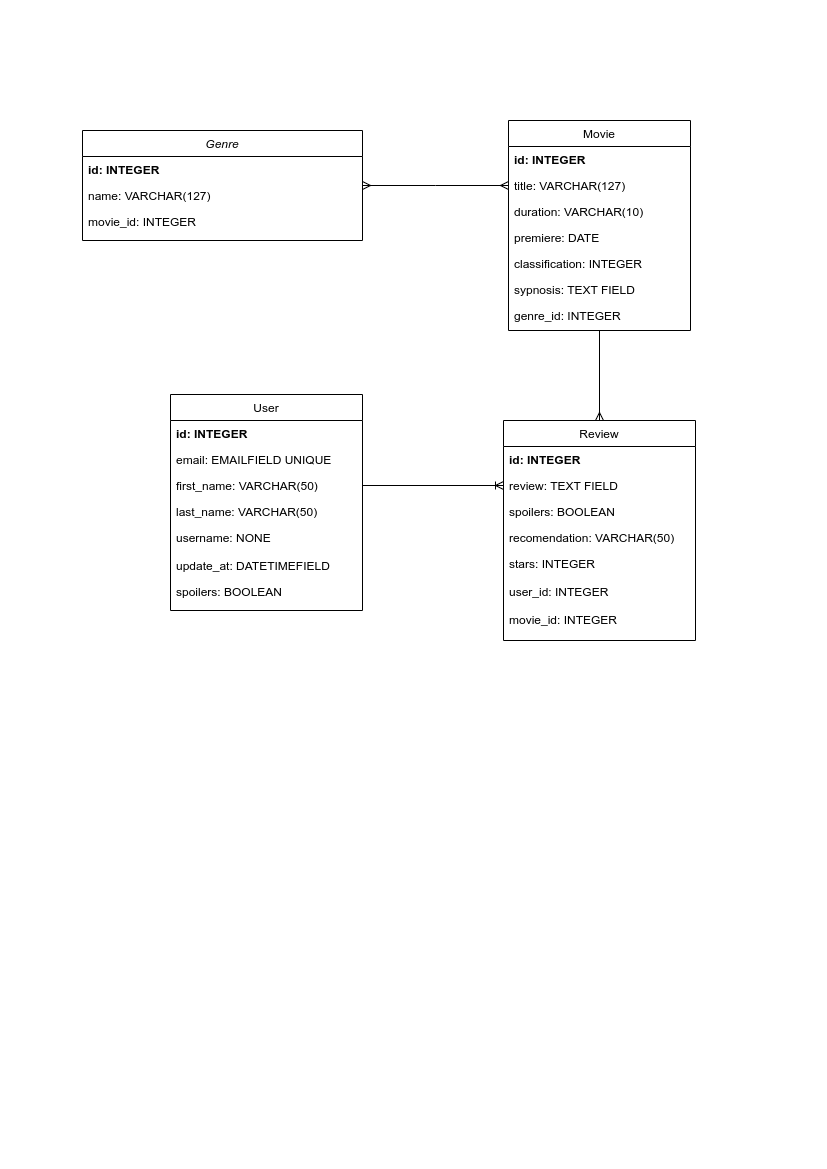 Genre
id: INTEGER
name: VARCHAR(127)
movie_id: INTEGER
Movie
id: INTEGER
title: VARCHAR(127)
duration: VARCHAR(10)
premiere: DATE
classification: INTEGER
sypnosis: TEXT FIELD
genre_id: INTEGER
User
id: INTEGER
email: EMAILFIELD UNIQUE
first_name: VARCHAR(50)
last_name: VARCHAR(50)
username: NONE
update_at: DATETIMEFIELD
spoilers: BOOLEAN
Review
id: INTEGER
review: TEXT FIELD
spoilers: BOOLEAN
recomendation: VARCHAR(50)
stars: INTEGER
user_id: INTEGER
movie_id: INTEGER